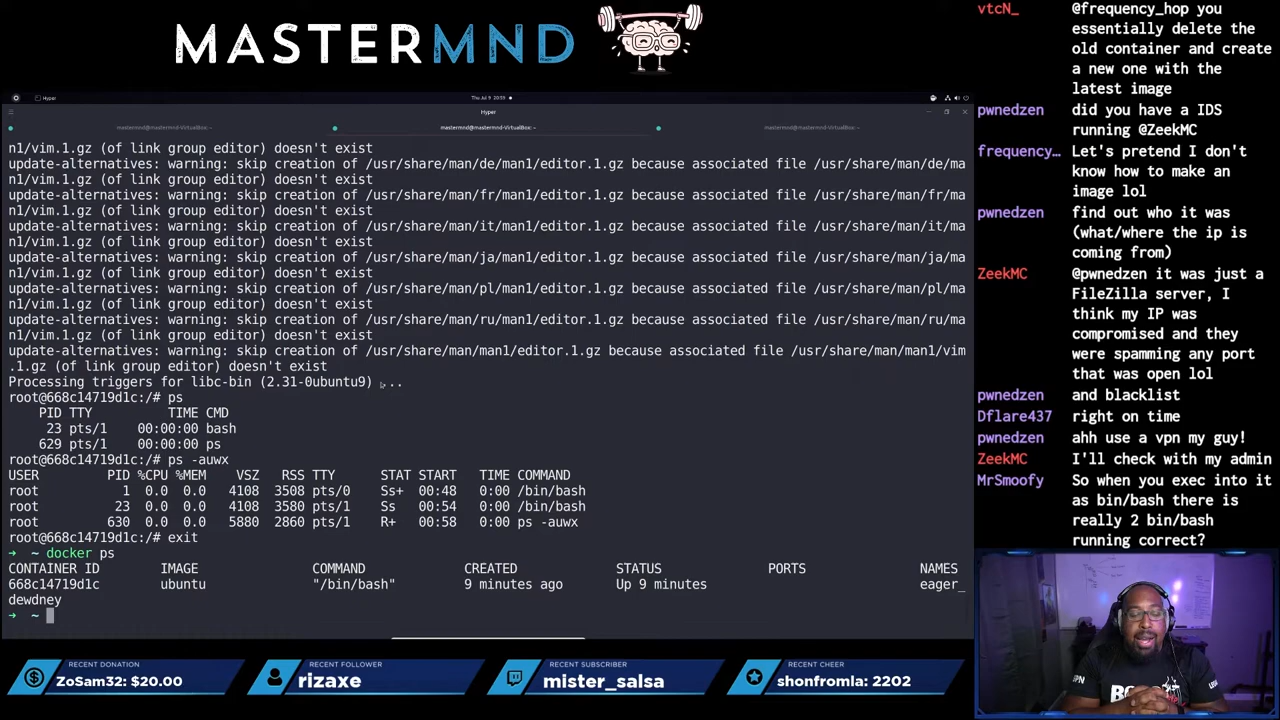 MASTERMND
Hyper
Thu Jul 9
Hyper
mastermnd@mastermnd-VirtualBox:~
mastermnd@mastermnd-VirtualBox:~
mastermnd@mastermnd-VirtualBox:~
n1/vim.1.gz (of link group editor) doesn't exist
update-alternatives: warning: skip creation of /usr/share/man/de/man1/editor.1.gz because associated file /usr/share/man/de/ma
n1/vim.1.gz (of link group editor) doesn't exist
update-alternatives: warning: skip creation of /usr/share/man/fr/man1/editor.1.gz because associated file /usr/share/man/fr/ma
n1/vim.1.gz (of link group editor) doesn't exist
update-alternatives: warning: skip creation of /usr/share/man/it/man1/editor.1.gz because associated file /usr/share/man/it/ma
n1/vim.1.gz (of link group editor) doesn't exist
update-alternatives: warning: skip creation of /usr/share/man/ja/man1/editor.1.gz because associated file /usr/share/man/ja/ma
n1/vim.1.gz (of link group editor) doesn't exist
update-alternatives: warning: skip creation of /usr/share/man/pl/man1/editor.1.gz because associated file /usr/share/man/pl/ma
n1/vim.1.gz (of link group editor) doesn't exist
update-alternatives: warning: skip creation of /usr/share/man/ru/man1/editor.1.gz because associated file /usr/share/man/ru/ma
n1/vim.1.gz (of link group editor) doesn't exist
update-alternatives: warning: skip creation of /usr/share/man/man1/editor.1.gz because associated file /usr/share/man/man1/vim
.1.gz (of link group editor) doesn't exist
Processing triggers for libc-bin (2.31-0ubuntu9) ...
root@668c14719d1c:/# ps
PID TTY TIME CMD
23 pts/1 00:00:00 bash
629 pts/1 00:00:00 ps
root@668c14719d1c:/# ps -auwx
USER PID %CPU %MEM VSZ RSS TTY STAT START TIME COMMAND
root 1 0.0 0.0 4108 3508 pts/0 Ss+ 00:48 0:00 /bin/bash
root 23 0.0 0.0 4108 3580 pts/1 Ss 00:54 0:00 /bin/bash
root 630 0.0 0.0 5880 2860 pts/1 R+ 00:58 0:00 ps -auwx
root@668c14719d1c:/# exit
→ ~ docker ps
CONTAINER ID IMAGE COMMAND CREATED STATUS PORTS NAMES
668c14719d1c ubuntu "/bin/bash" 9 minutes ago Up 9 minutes eager_
dewdney
→ ~
vtcN_ @frequency_hop you
essentially delete the
old container and create
a new one with the
latest image
pwnedzen did you have a IDS
running @ZeekMC
frequency… Let's pretend I don't
know how to make an
image lol
pwnedzen find out who it was
(what/where the ip is
coming from)
ZeekMC @pwnedzen it was just a
FileZilla server, I
think my IP was
compromised and they
were spamming any port
that was open lol
pwnedzen and blacklist
Dflare437 right on time
pwnedzen ahh use a vpn my guy!
ZeekMC I'll check with my admin
MrSmoofy So when you exec into it
as bin/bash there is
really 2 bin/bash
running correct?
RECENT DONATION
ZoSam32: $20.00
RECENT FOLLOWER
rizaxe
RECENT SUBSCRIBER
mister_salsa
RECENT CHEER
shonfromla: 2202